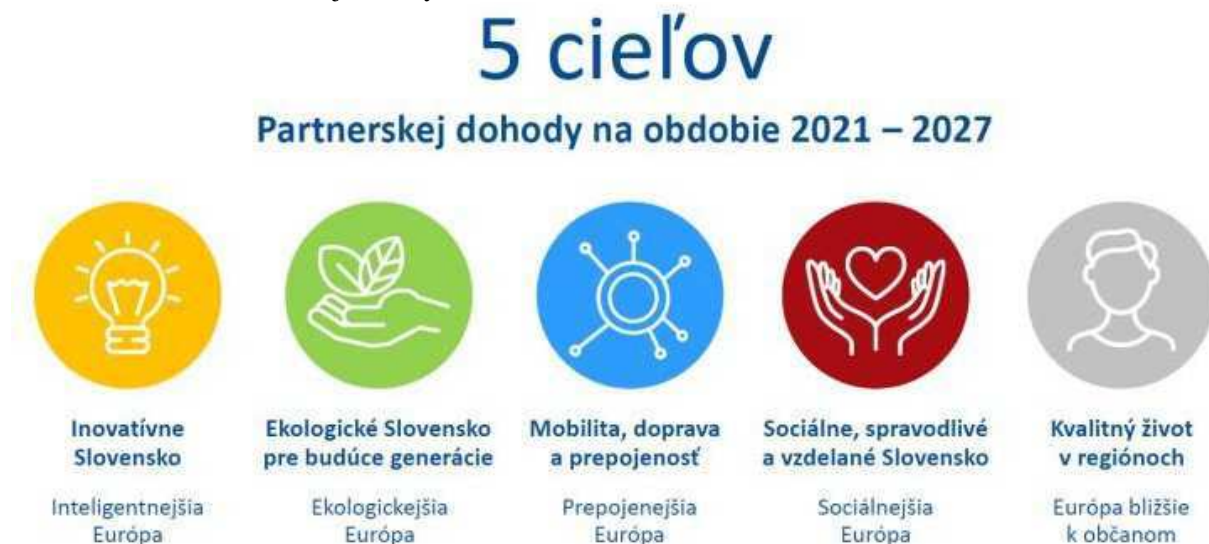 5 cieľov
Partnerskej dohody na obdobie 2021 – 2027
Inovatívne
Slovensko
Inteligentnejšia
Európa
Ekologické Slovensko
pre budúce generácie
Ekologickejšia
Európa
Mobilita, doprava
a prepojenosť
Prepojenejšia
Európa
Sociálne, spravodlivé
a vzdelané Slovensko
Sociálnejšia
Európa
Kvalitný život
v regiónoch
Európa bližšie
k občanom